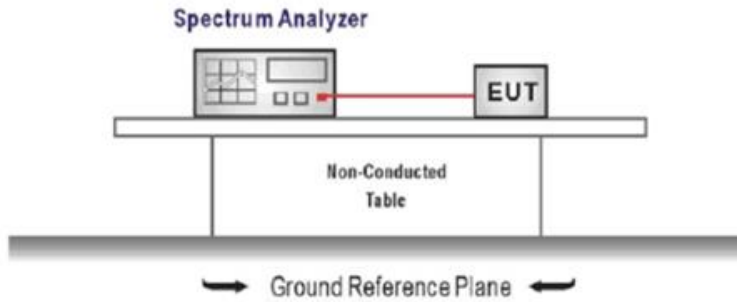 Spectrum Analyzer
EUT
Non-Conducted
Table
Ground Reference Plane